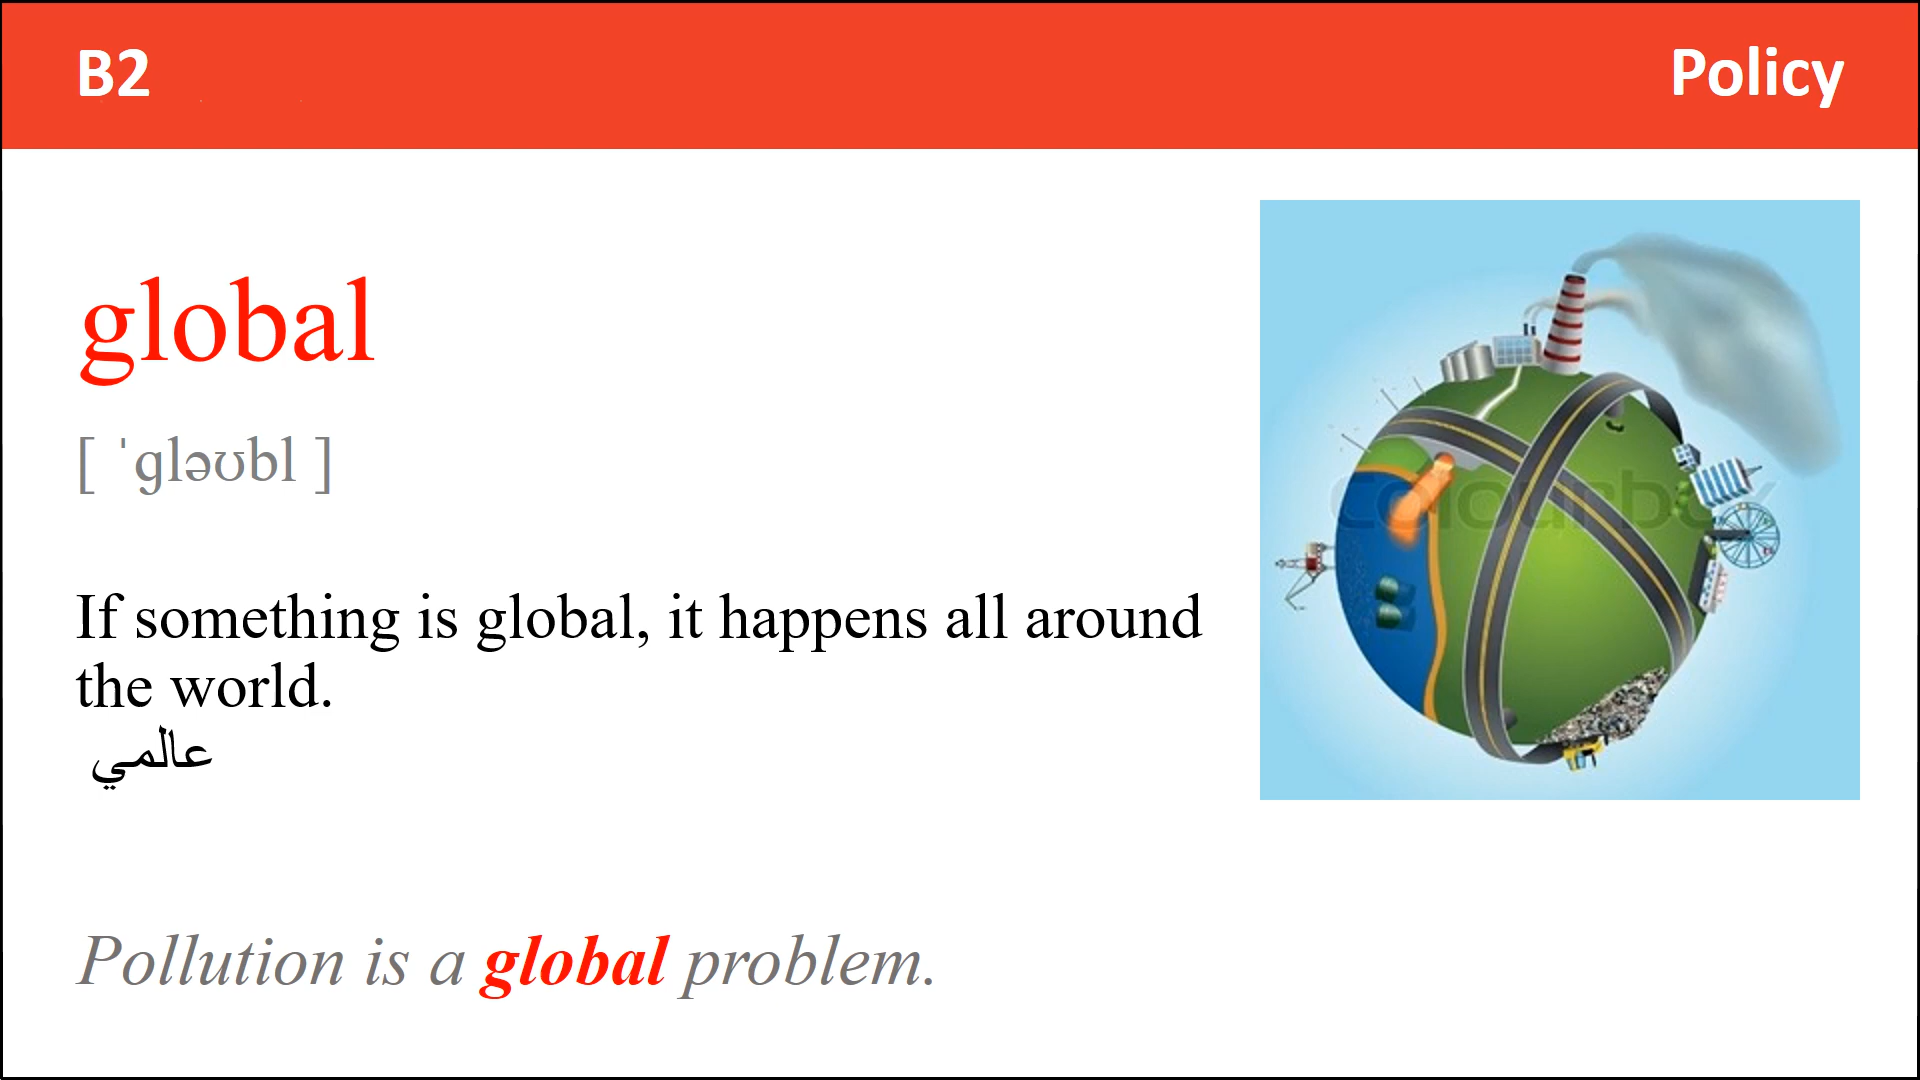 B2
Policy
global
[ ˈɡləʊbl ]
If something is global, it happens all around
the world.
عالمي
colourbox
Pollution is a global problem.